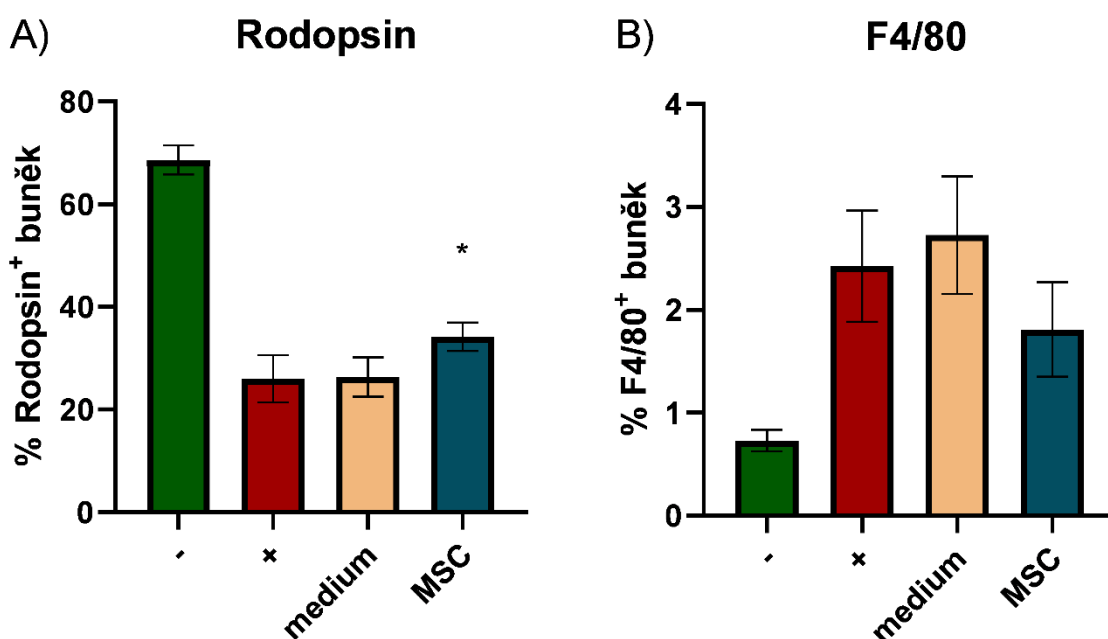 A)
Rodopsin
% Rodopsin⁺ buněk
80
60
40
20
0
*
-
+
medium
MSC
B)
F4/80
% F4/80⁺ buněk
4
3
2
1
0
-
+
medium
MSC